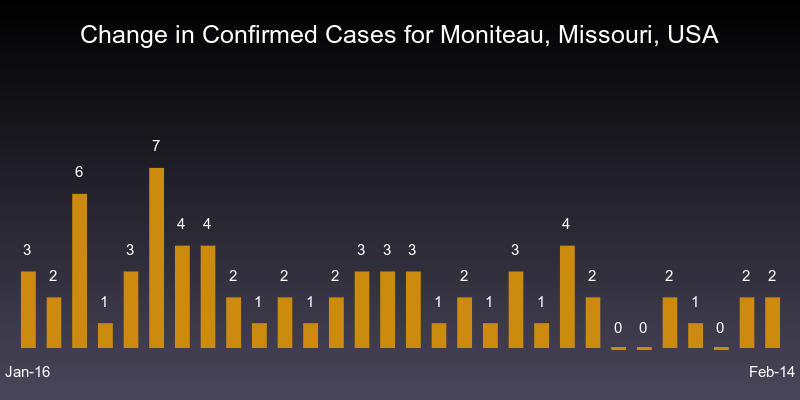 Change in Confirmed Cases for Moniteau, Missouri, USA
3 2 6 1 3 7 4 4 2 1 2 1 2 3 3 3 1 2 1 3 1 4 2 0 0 2 1 0 2 2
Jan-16 Feb-14